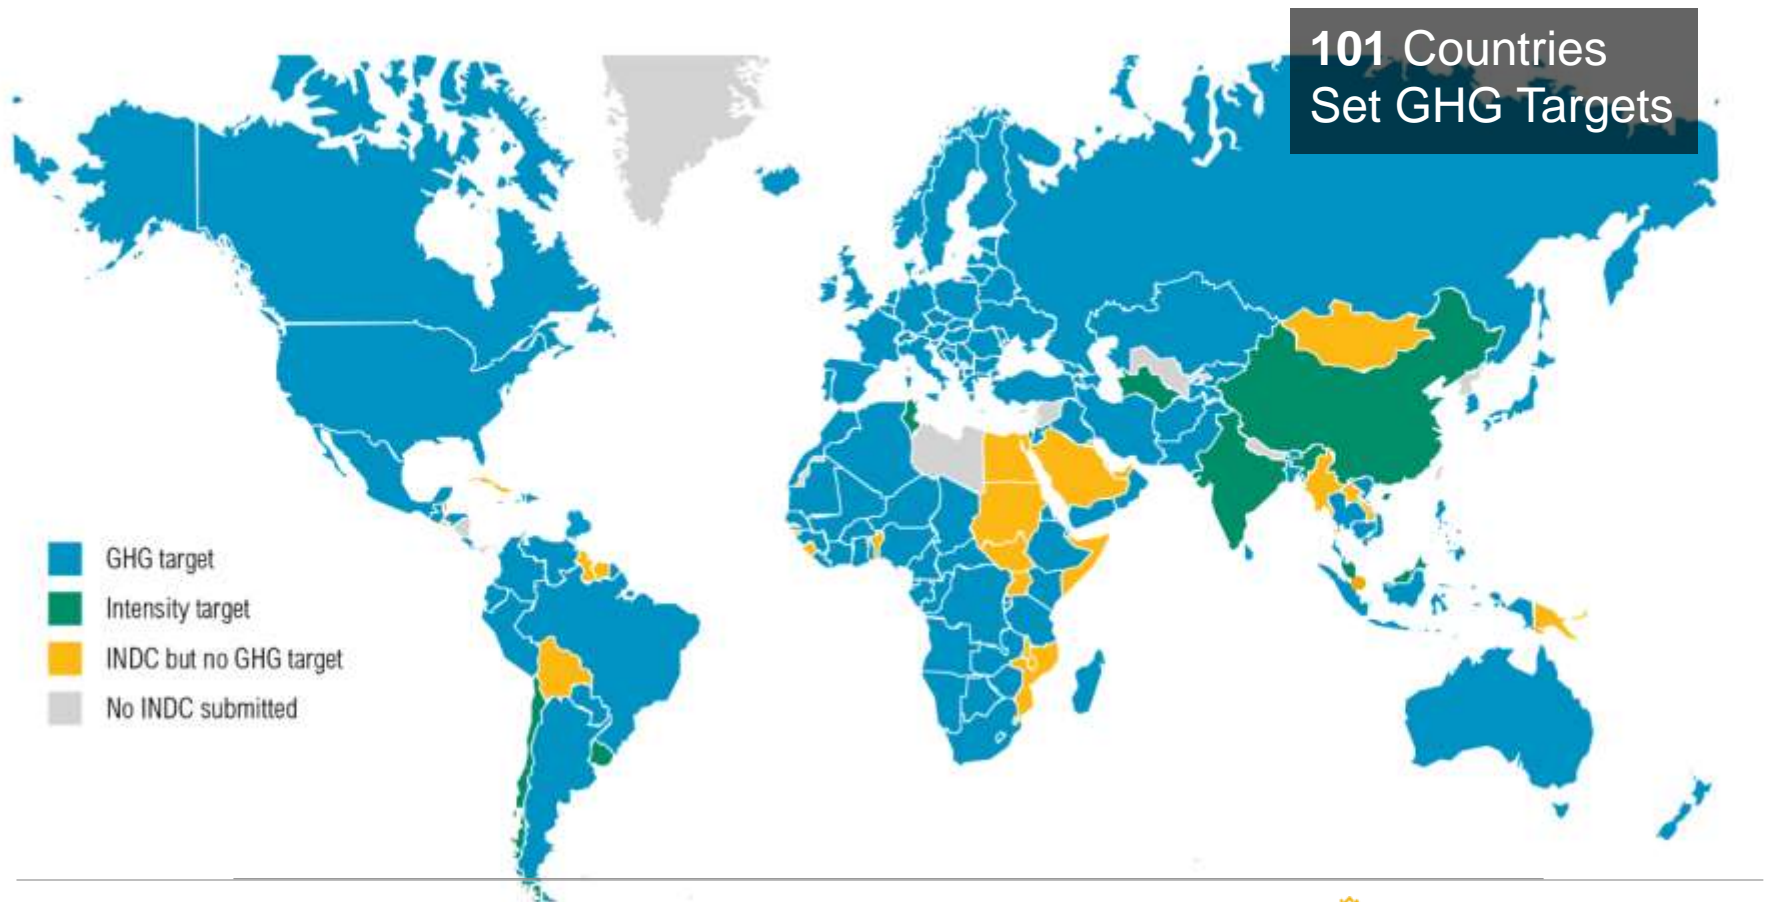 101 Countries
Set GHG Targets
GHG target
Intensity target
INDC but no GHG target
No INDC submitted